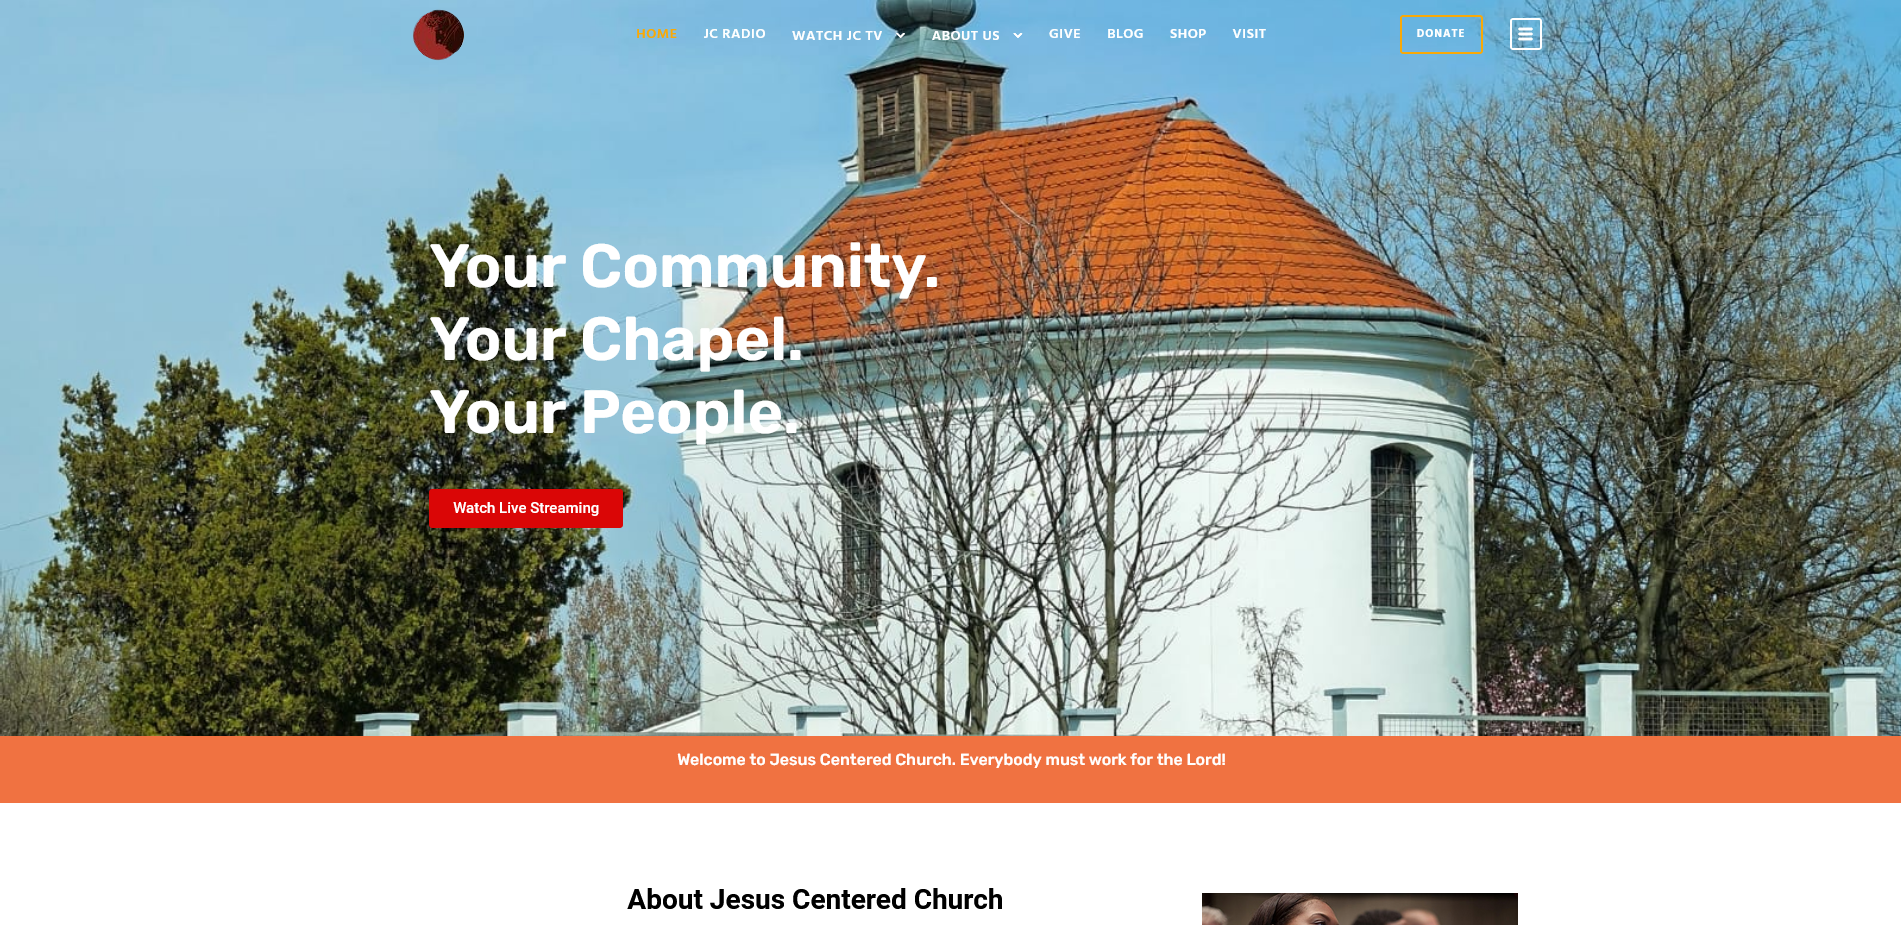 HOME
JC RADIO
WATCH JC TV
ABOUT US
GIVE
BLOG
SHOP
VISIT
DONATE
Your Community.
Your Chapel.
Your People.
Watch Live Streaming
Welcome to Jesus Centered Church. Everybody must work for the Lord!
About Jesus Centered Church